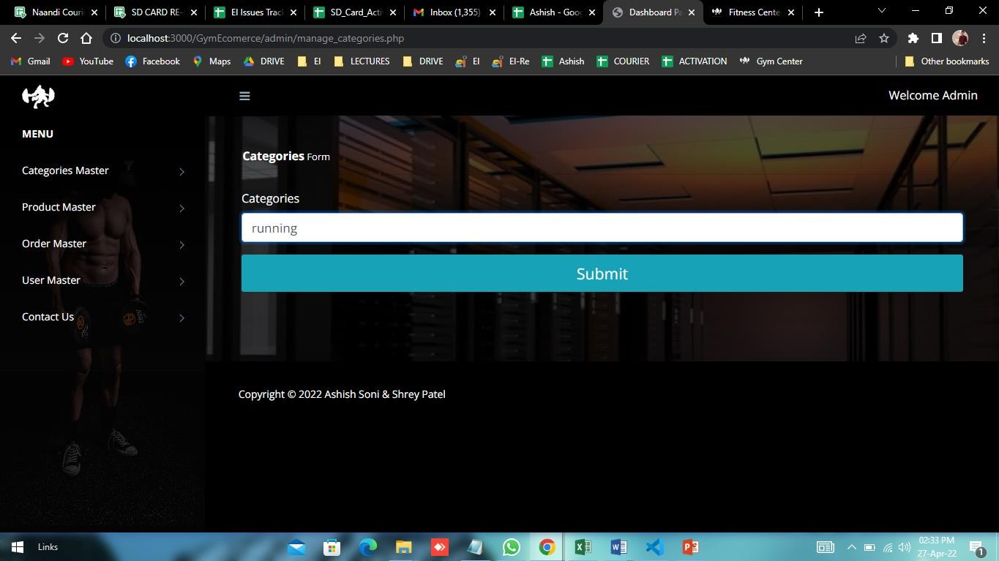 Naandi Couri
SD CARD RE-
EI Issues Trac
SD_Card_Acti
Inbox (1,355)
Ashish - Goog
Dashboard Pa
Fitness Cente
localhost:3000/GymEcomerce/admin/manage_categories.php
Gmail YouTube Facebook Maps DRIVE EI LECTURES DRIVE EI EI-Re Ashish COURIER ACTIVATION Gym Center Other bookmarks
Welcome Admin
MENU
Categories Master
Product Master
Order Master
User Master
Contact Us
Categories Form
Categories
running
Submit
Copyright © 2022 Ashish Soni & Shrey Patel
Links
02:33 PM
27-Apr-22
1